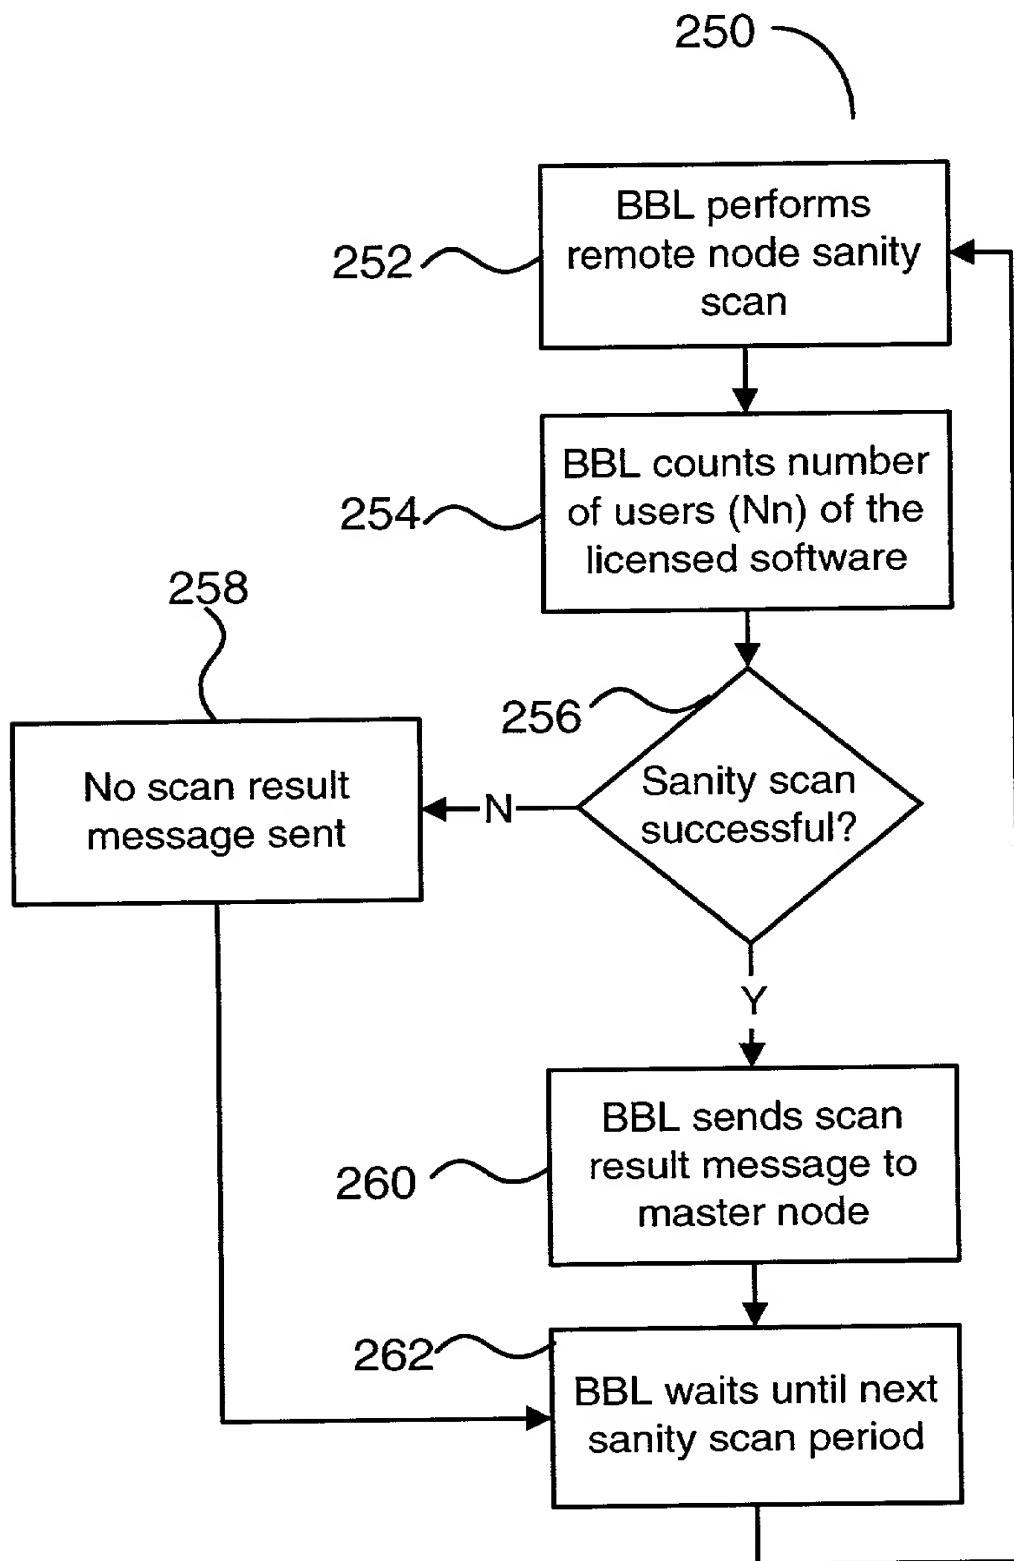 250
BBL performs
remote node sanity
scan
252
BBL counts number
of users (Nn) of the
licensed software
254
258
256
No scan result
message sent
N
Sanity scan
successful?
Y
BBL sends scan
result message to
master node
260
262
BBL waits until next
sanity scan period